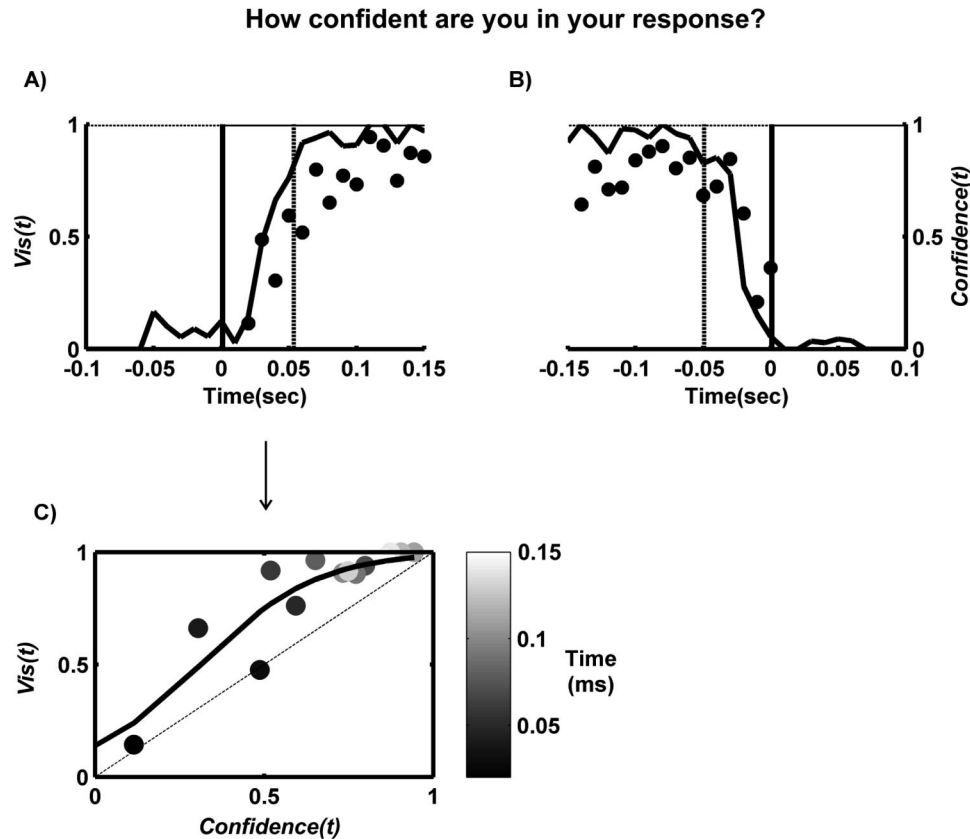 How confident are you in your response?
A)
B)
1
0.5
0
Vis(t)
-0.1 -0.05 0 0.05 0.1 0.15
Time(sec)
1
0.5
0
Confidence(t)
-0.15 -0.1 -0.05 0 0.05 0.1
Time(sec)
C)
1
0.5
0
Vis(t)
0 0.5 1
Confidence(t)
0.15
0.1
0.05
Time
(ms)